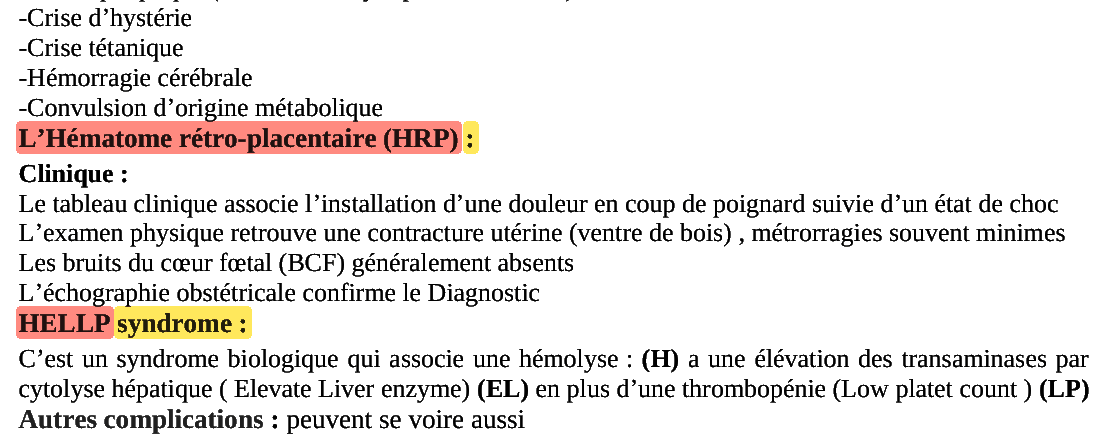 -Crise d’hystérie
-Crise tétanique
-Hémorragie cérébrale
-Convulsion d’origine métabolique
L’Hématome rétro-placentaire (HRP) :
Clinique :
Le tableau clinique associe l’installation d’une douleur en coup de poignard suivie d’un état de choc
L’examen physique retrouve une contracture utérine (ventre de bois) , métrorragies souvent minimes
Les bruits du cœur fœtal (BCF) généralement absents
L’échographie obstétricale confirme le Diagnostic
HELLP syndrome :
C’est un syndrome biologique qui associe une hémolyse : (H) a une élévation des transaminases par
cytolyse hépatique ( Elevate Liver enzyme) (EL) en plus d’une thrombopénie (Low platet count ) (LP)
Autres complications : peuvent se voire aussi